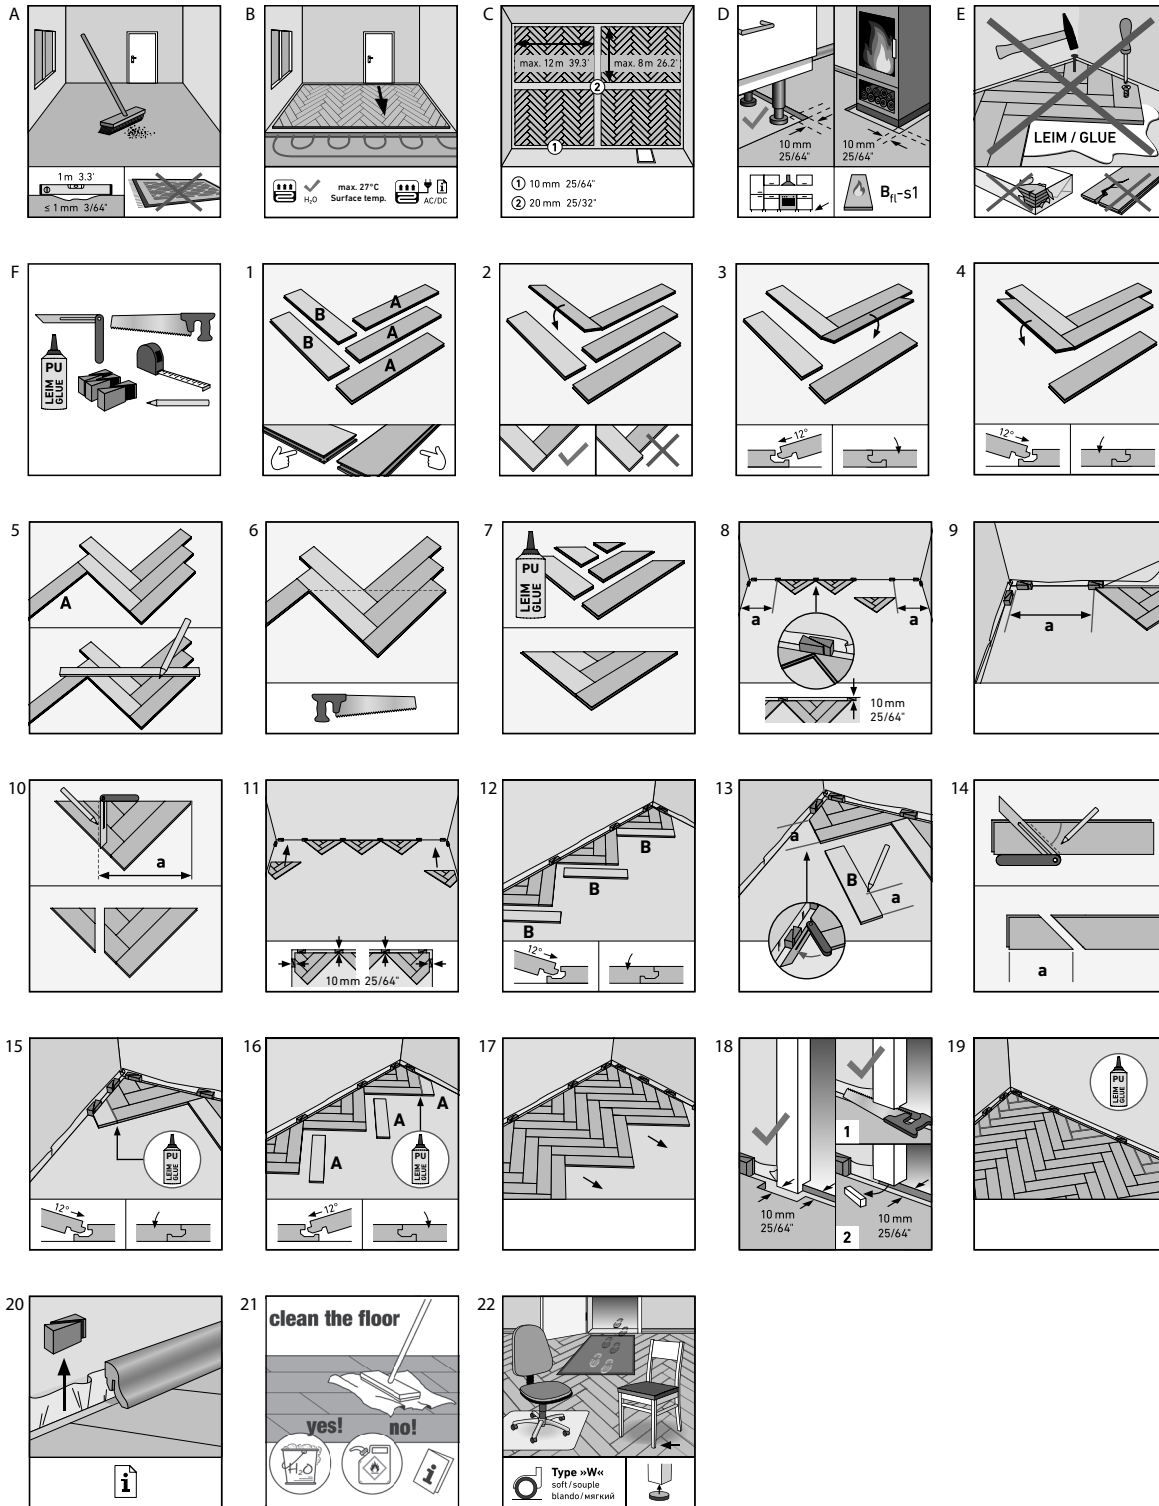 A
1 m 3.3'
≤ 1 mm 3/64"
B
H₂O
max. 27°C
Surface temp.
AC/DC
C
max. 12 m 39.3'
max. 8 m 26.2'
2
1
① 10 mm 25/64"
② 20 mm 25/32"
D
10 mm
25/64"
10 mm
25/64"
Bfl-s1
E
LEIM / GLUE
F
PU
LEIM
GLUE
1
B
B
A
A
A
2
3
12°
4
12°
5
A
6
7
PU
LEIM
GLUE
8
a
a
10 mm
25/64"
9
a
10
a
11
10 mm 25/64"
12
B
B
B
12°
13
a
B
a
14
a
15
PU
LEIM
GLUE
12°
16
A
A
A
PU
LEIM
GLUE
12°
17
18
1
10 mm
25/64"
2
10 mm
25/64"
19
PU
LEIM
GLUE
20
i
21
clean the floor
yes! no!
H₂O
i
22
Type »W«
soft / souple
blando / мягкий